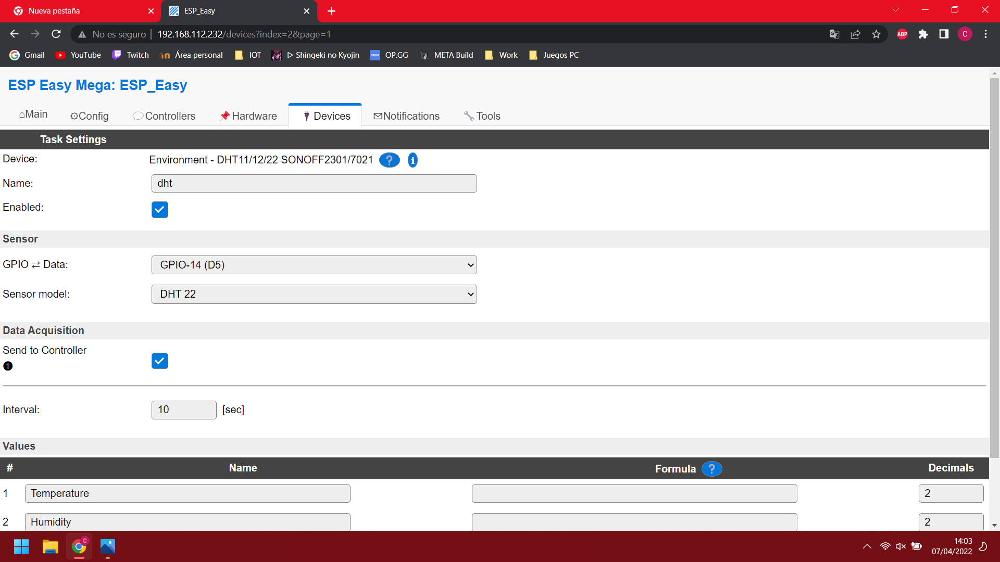 Nueva pestaña
ESP_Easy
No es seguro | 192.168.112.232/devices?index=2&page=1
ABP
C
Gmail YouTube Twitch Área personal IOT ▷ Shingeki no Kyojin OP.GG META Build Work Juegos PC
ESP Easy Mega: ESP_Easy
⌂Main ⚙Config Controllers Hardware Devices ✉Notifications Tools
Task Settings
Device: Environment - DHT11/12/22 SONOFF2301/7021 ? i
Name: dht
Enabled:
Sensor
GPIO ⇄ Data: GPIO-14 (D5)
Sensor model: DHT 22
Data Acquisition
Send to Controller
❶
Interval: 10 [sec]
Values
# Name Formula ? Decimals
1 Temperature 2
2 Humidity 2
14:03
07/04/2022